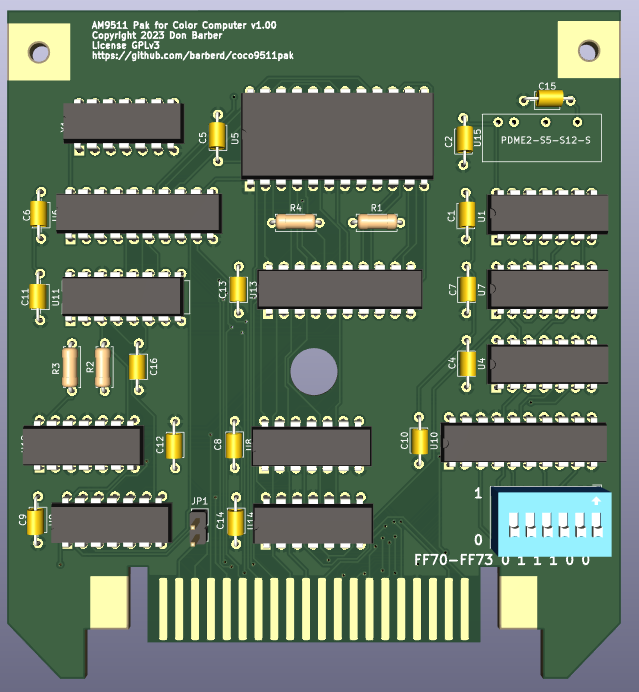 AM9511 Pak for Color Computer v1.00
Copyright 2023 Don Barber
License GPLv3
https://github.com/barberd/coco9511pak
C15
C5
U5
C2
U15
PDME2-S5-S12-S
C6
U6
R4
R1
C1
U1
C11
U11
C13
U13
C7
U7
R3
R2
C16
C4
U4
C12
C8
U8
C10
U10
C9
JP1
C14
U14
1
0
FF70-FF73 0 1 1 1 0 0